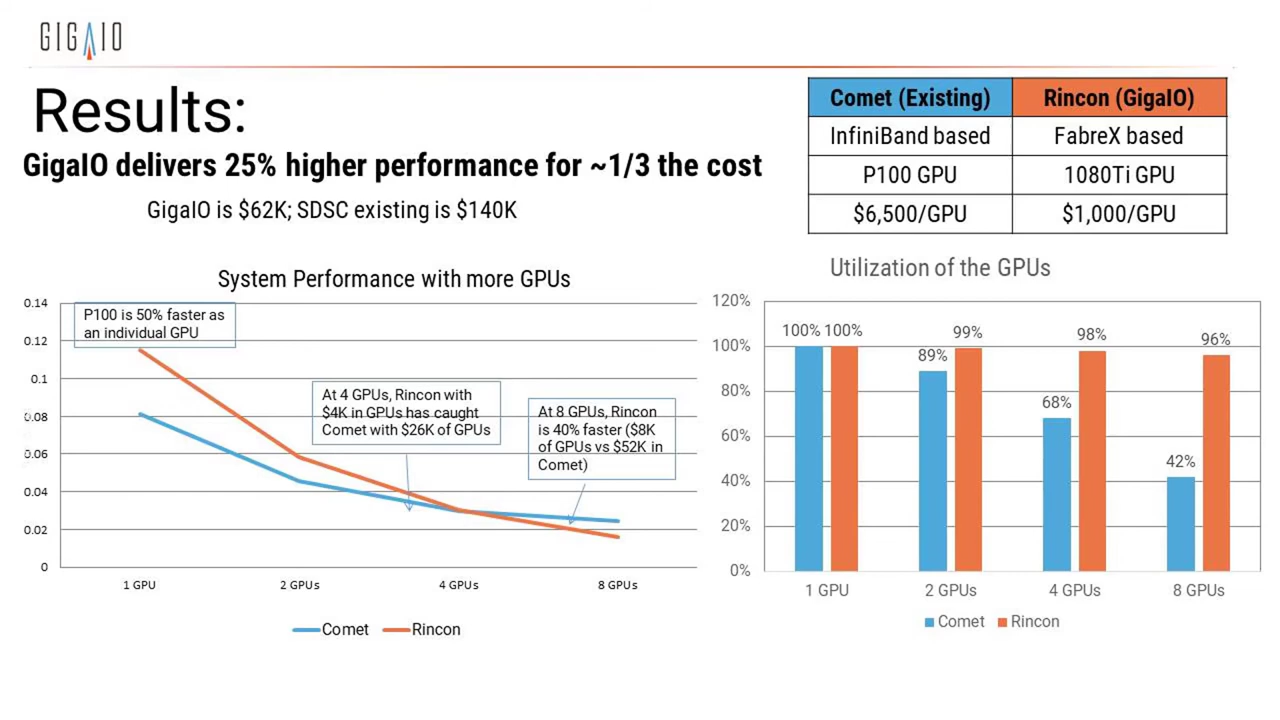 GIGAIO
Results:
GigaIO delivers 25% higher performance for ~1/3 the cost
GigaIO is $62K; SDSC existing is $140K
Comet (Existing) Rincon (GigaIO)
InfiniBand based FabreX based
P100 GPU 1080Ti GPU
$6,500/GPU $1,000/GPU
System Performance with more GPUs
0.14
0.12
0.1
0.08
0.06
0.04
0.02
0
P100 is 50% faster as
an individual GPU
At 4 GPUs, Rincon with
$4K in GPUs has caught
Comet with $26K of GPUs
At 8 GPUs, Rincon
is 40% faster ($8K
of GPUs vs $52K in
Comet)
1 GPU 2 GPUs 4 GPUs 8 GPUs
Comet Rincon
Utilization of the GPUs
120%
100%
80%
60%
40%
20%
0%
100% 100%
89% 99%
68% 98%
42% 96%
1 GPU 2 GPUs 4 GPUs 8 GPUs
Comet Rincon